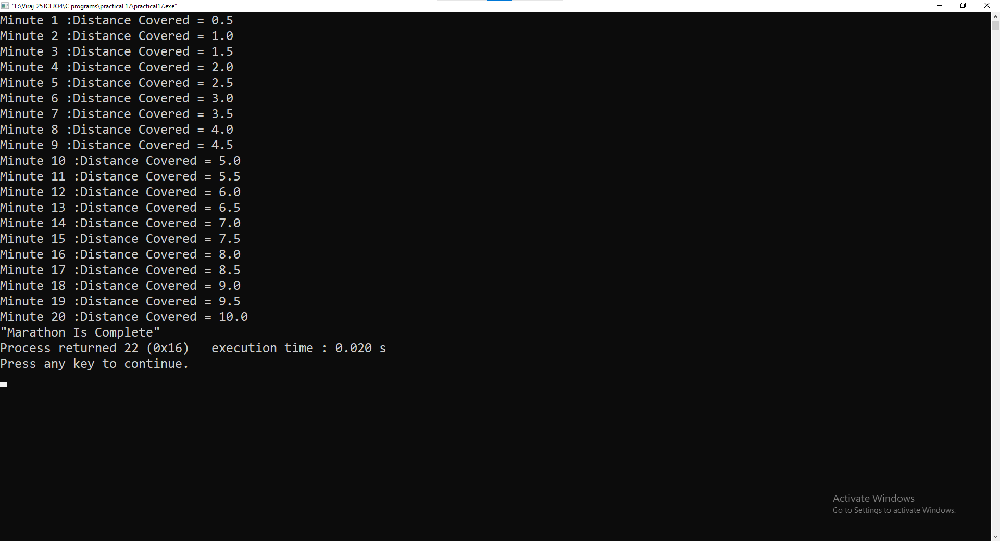 "E:\Viraj_25TCEJO4\C programs\practical 17\practical17.exe"
Minute 1 :Distance Covered = 0.5
Minute 2 :Distance Covered = 1.0
Minute 3 :Distance Covered = 1.5
Minute 4 :Distance Covered = 2.0
Minute 5 :Distance Covered = 2.5
Minute 6 :Distance Covered = 3.0
Minute 7 :Distance Covered = 3.5
Minute 8 :Distance Covered = 4.0
Minute 9 :Distance Covered = 4.5
Minute 10 :Distance Covered = 5.0
Minute 11 :Distance Covered = 5.5
Minute 12 :Distance Covered = 6.0
Minute 13 :Distance Covered = 6.5
Minute 14 :Distance Covered = 7.0
Minute 15 :Distance Covered = 7.5
Minute 16 :Distance Covered = 8.0
Minute 17 :Distance Covered = 8.5
Minute 18 :Distance Covered = 9.0
Minute 19 :Distance Covered = 9.5
Minute 20 :Distance Covered = 10.0
"Marathon Is Complete"
Process returned 22 (0x16)   execution time : 0.020 s
Press any key to continue.
Activate Windows
Go to Settings to activate Windows.